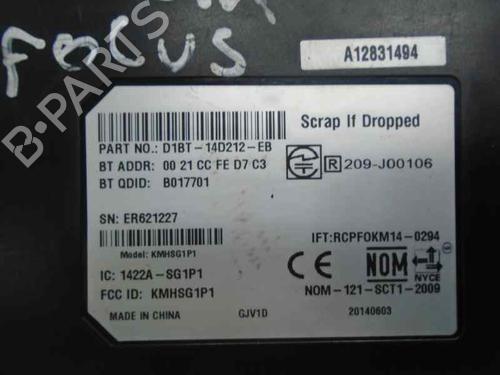 FOCUS
B-PARTS
A12831494
Scrap If Dropped
PART NO.: D1BT-14D212-EB
BT ADDR: 00 21 CC FE D7 C3
BT QDID: B017701
R 209-J00106
SN: ER621227
Model: KMHSG1P1
IFT:RCPFOKM14-0294
IC: 1422A-SG1P1
FCC ID: KMHSG1P1
CE NOM NYCE
NOM-121-SCT1-2009
MADE IN CHINA GJV1D 20140603